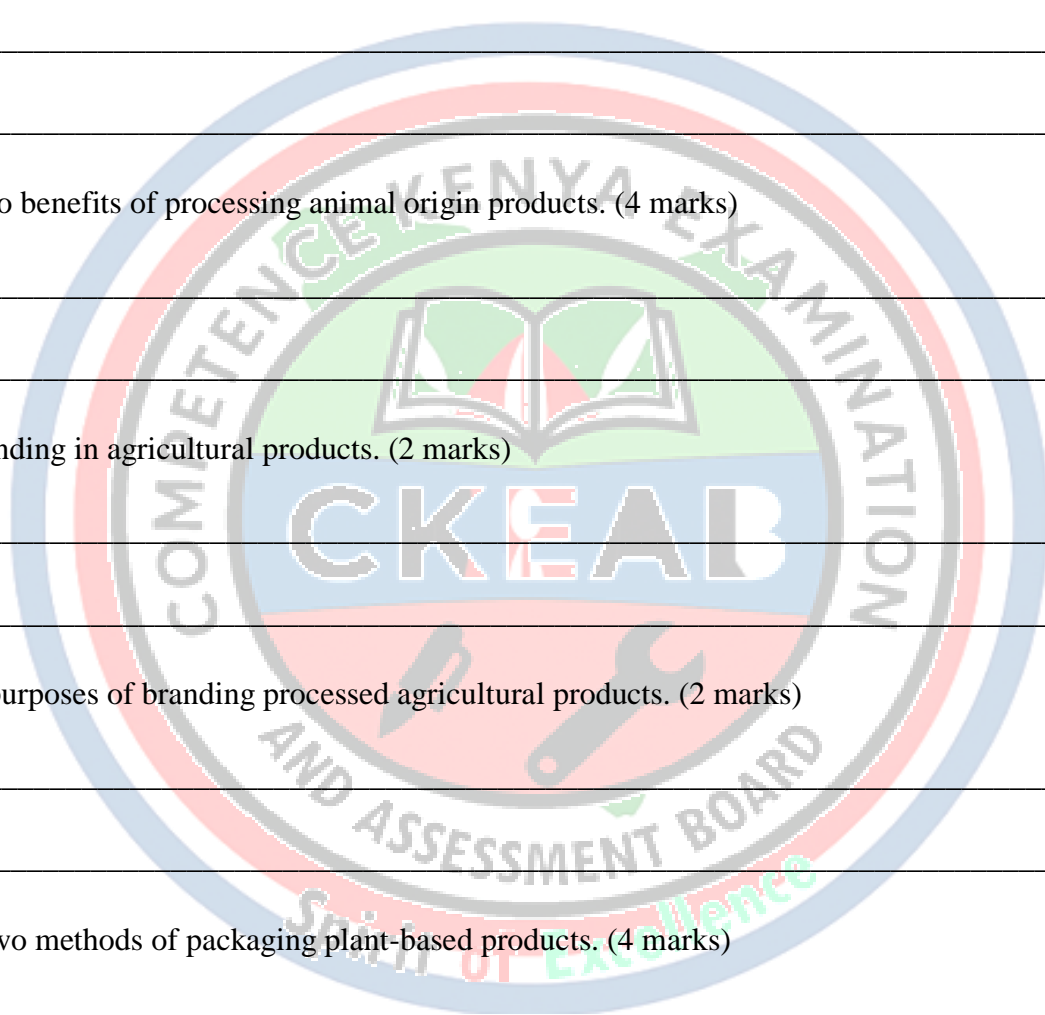 o benefits of processing animal origin products. (4 marks)
nding in agricultural products. (2 marks)
purposes of branding processed agricultural products. (2 marks)
wo methods of packaging plant-based products. (4 marks)
COMPETENCE KENYA EXAMINATION
CKEAB
AND ASSESSMENT BOARD
Spirit of Excellence